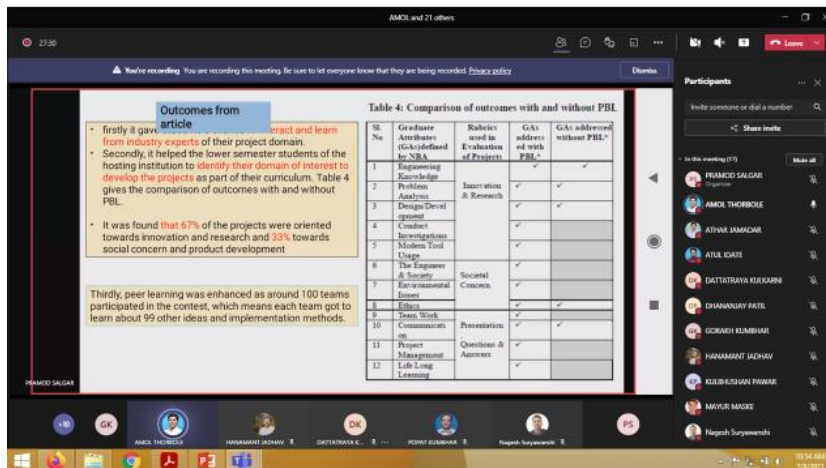 AMOL and 21 others
27:30
Leave
You're recording You are recording this meeting. Be sure to let everyone know that they are being recorded. Privacy policy
Dismiss
Participants
Invite someone or dial a number
Share invite
In this meeting (17)
Mute all
PRAMOD SALGAR
Organizer
AMOL THORBOLE
ATHAR JAMADAR
ATUL IDATE
DK DATTATRAYA KULKARNI
DHANANJAY PATIL
GK GORAKH KUMBHAR
HANAMANT JADHAV
KP KULBHUSHAN PAWAR
MAYUR MASKE
Nagesh Suryawanshi
Outcomes from
article
firstly it gave
eract and learn
from industry experts of their project domain.
Secondly, it helped the lower semester students of the
hosting institution to identify their domain of interest to
develop the projects as part of their curriculum. Table 4
gives the comparison of outcomes with and without
PBL.
It was found that 67% of the projects were oriented
towards innovation and research and 33% towards
social concern and product development
Thirdly, peer learning was enhanced as around 100 teams
participated in the contest, which means each team got to
learn about 99 other ideas and implementation methods.
Table 4: Comparison of outcomes with and without PBL
Sl. No
Graduate Attributes (GAs)defined by NBA
Rubrics used in Evaluation of Projects
GAs address ed with PBL*
GAs addressed without PBL*
1 Engineering Knowledge ✓ ✓
2 Problem Analysis Innovation & Research ✓ ✓
3 Design/Devel opment ✓ ✓
4 Conduct Investigations ✓
5 Modern Tool Usage ✓
6 The Engineer & Society Societal Concern ✓
7 Environmental Issues ✓
8 Ethics ✓ ✓
9 Team Work ✓
10 Communicati on Presentation ✓ ✓
11 Project Management Questions & Answers ✓
12 Life Long Learning ✓
PRAMOD SALGAR
+10
GK
AMOL THORBOLE
HANAMANT JADHAV
DK
DATTATRAYA K...
POPAT KUMBHAR
Nagesh Suryawanshi
PS
10:54 AM